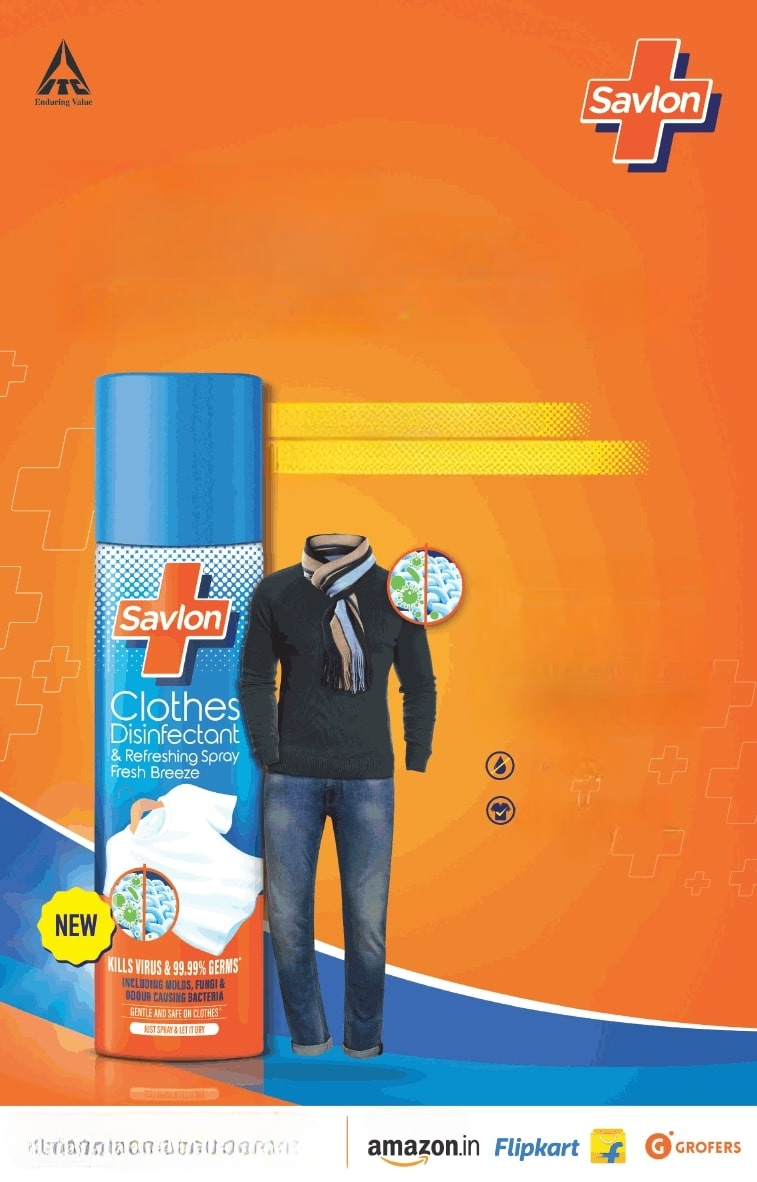 ITC
Enduring Value
Savlon
Savlon
Clothes
Disinfectant
& Refreshing Spray
Fresh Breeze
NEW
KILLS VIRUS & 99.99% GERMS*
INCLUDING MOLDS, FUNGI &
ODOUR CAUSING BACTERIA
GENTLE AND SAFE ON CLOTHES^
JUST SPRAY & LET IT DRY
amazon.in Flipkart GROFERS